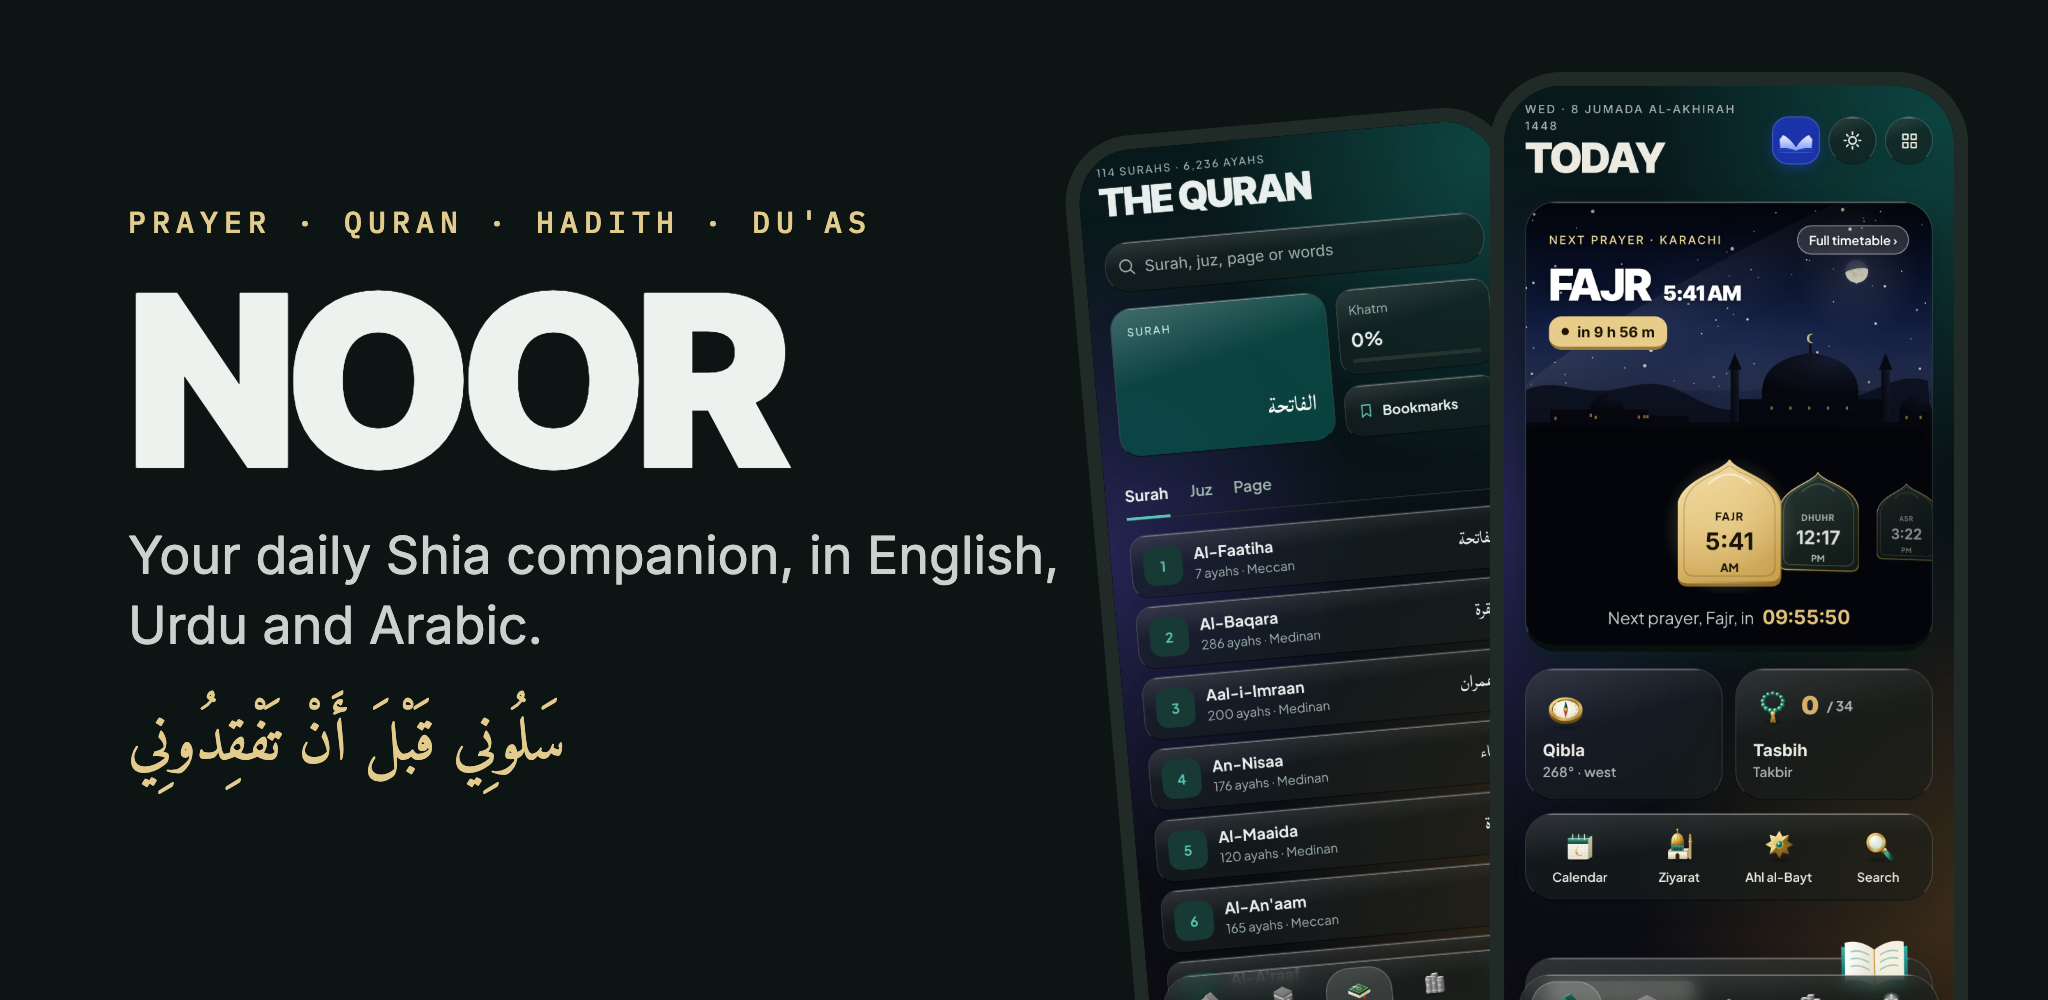 PRAYER · QURAN · HADITH · DU'AS
NOOR
Your daily Shia companion, in English,
Urdu and Arabic.
سَلُونِي قَبْلَ أَنْ تَفْقِدُونِي
114 SURAHS · 6,236 AYAHS
THE QURAN
Surah, juz, page or words
SURAH
الفاتحة
Khatm
0%
Bookmarks
Surah Juz Page
1 Al-Faatiha
7 ayahs · Meccan
2 Al-Baqara
286 ayahs · Medinan
3 Aal-i-Imraan
200 ayahs · Medinan
4 An-Nisaa
176 ayahs · Medinan
5 Al-Maaida
120 ayahs · Medinan
6 Al-An'aam
165 ayahs · Meccan
Al-A'raaf
WED · 8 JUMADA AL-AKHIRAH
1448
TODAY
NEXT PRAYER · KARACHI
Full timetable ›
FAJR 5:41 AM
in 9 h 56 m
FAJR
5:41
AM
DHUHR
12:17
PM
ASR
3:22
PM
Next prayer, Fajr, in 09:55:50
Qibla
268° · west
0 / 34
Tasbih
Takbir
Calendar Ziyarat Ahl al-Bayt Search